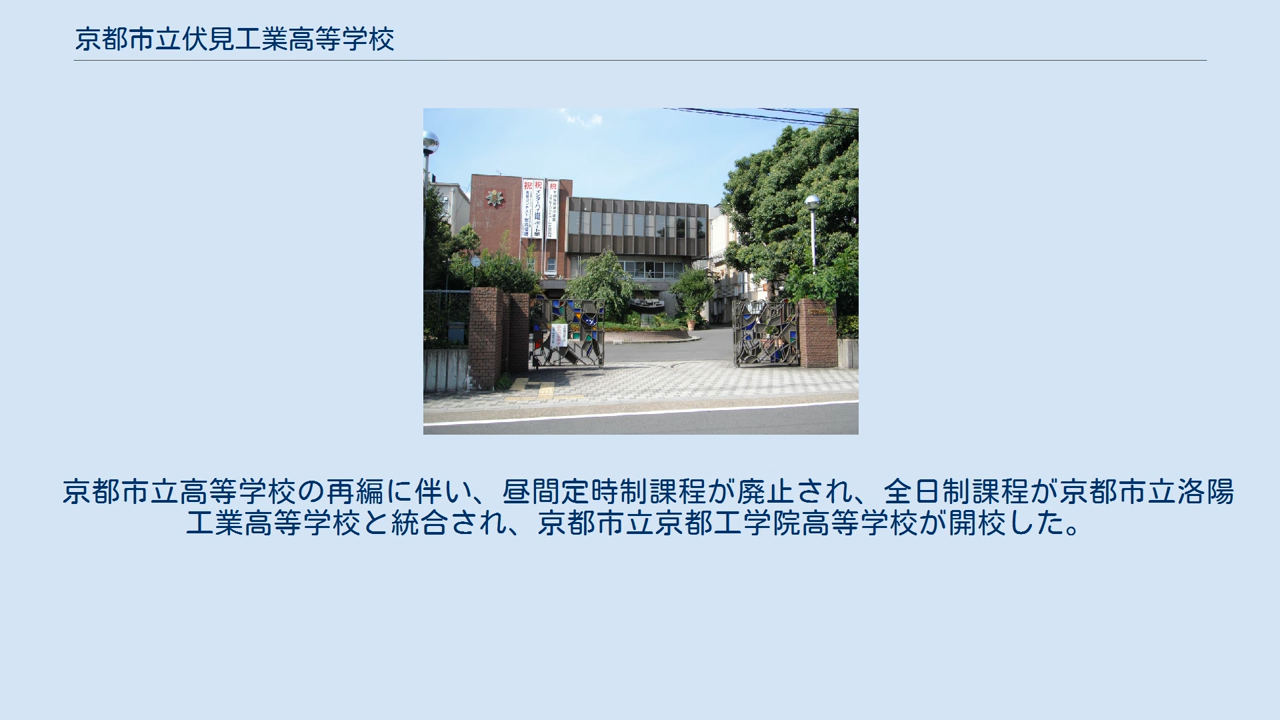 京都市立伏見工業高等学校
祝
祝
祝
京都市立高等学校の再編に伴い、昼間定時制課程が廃止され、全日制課程が京都市立洛陽
工業高等学校と統合され、京都市立京都工学院高等学校が開校した。